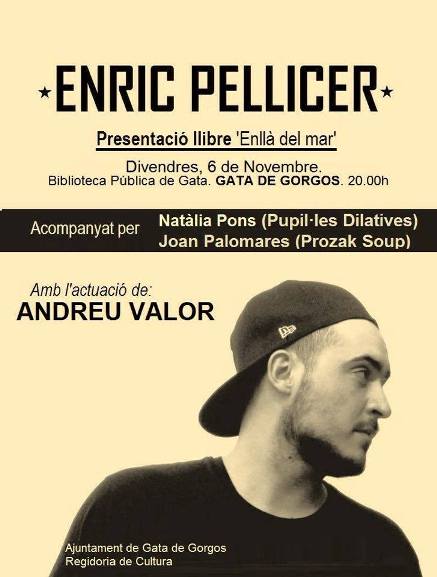 ENRIC PELLICER
Presentació llibre 'Enllà del mar'
Divendres, 6 de Novembre.
Biblioteca Pública de Gata. GATA DE GORGOS. 20.00h
Acompanyat per
Natàlia Pons (Pupil·les Dilatives)
Joan Palomares (Prozak Soup)
Amb l'actuació de:
ANDREU VALOR
Ajuntament de Gata de Gorgos
Regidoria de Cultura